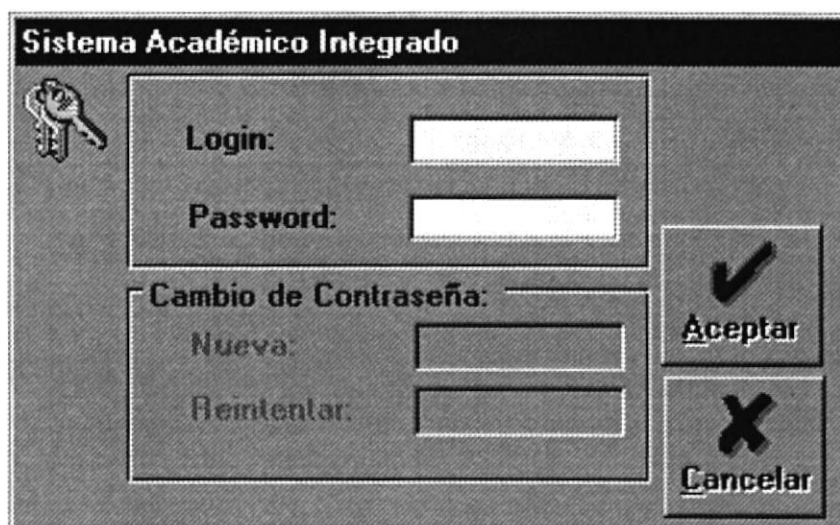 Sistema Académico Integrado
Login:
Password:
Cambio de Contraseña:
Nueva:
Reintentar:
Aceptar
Cancelar